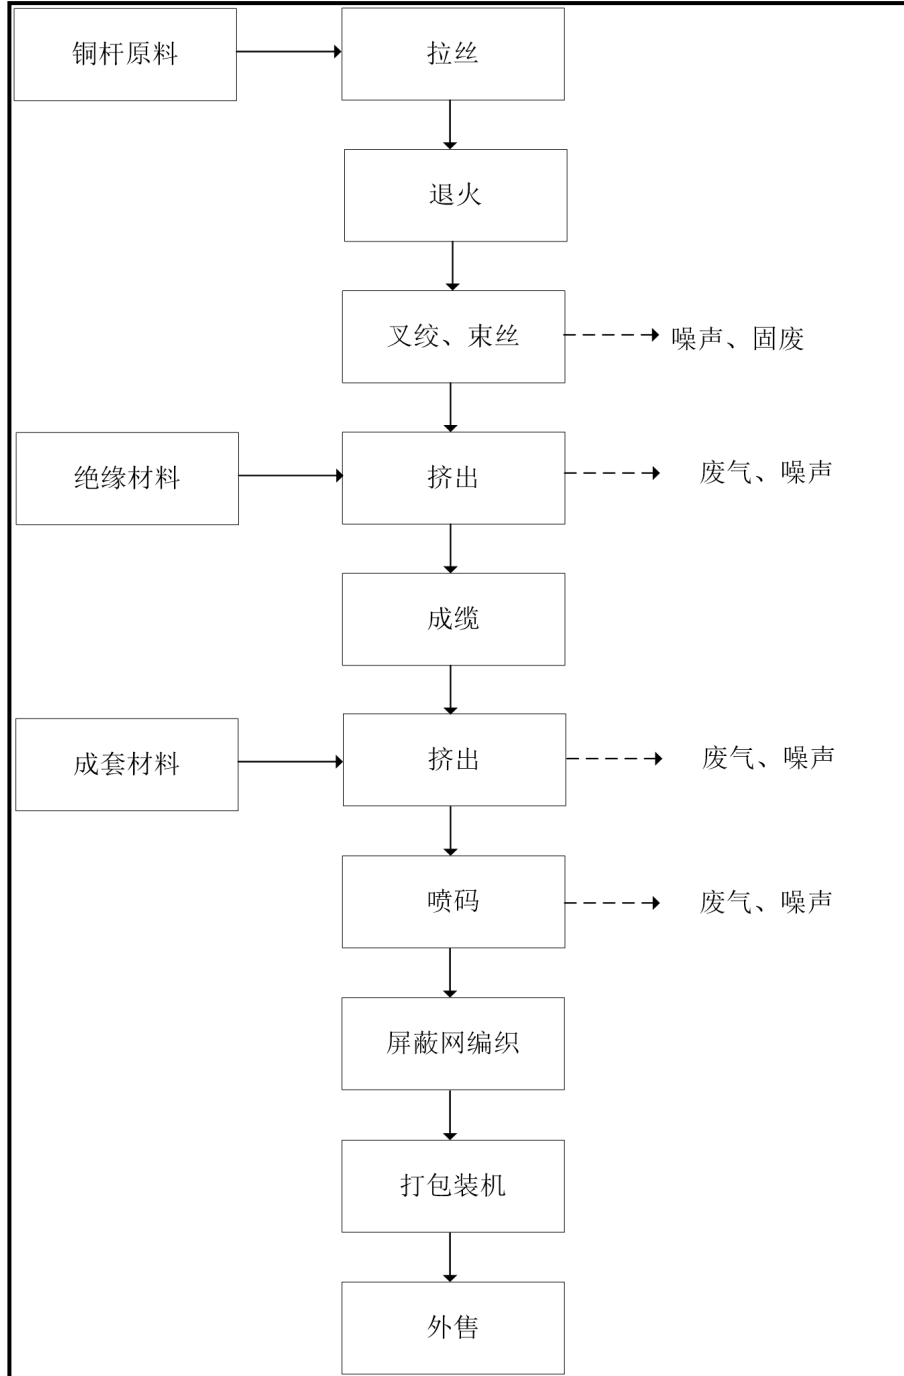 铜杆原料
拉丝
退火
叉绞、束丝
噪声、固废
绝缘材料
挤出
废气、噪声
成缆
成套材料
挤出
废气、噪声
喷码
废气、噪声
屏蔽网编织
打包装机
外售